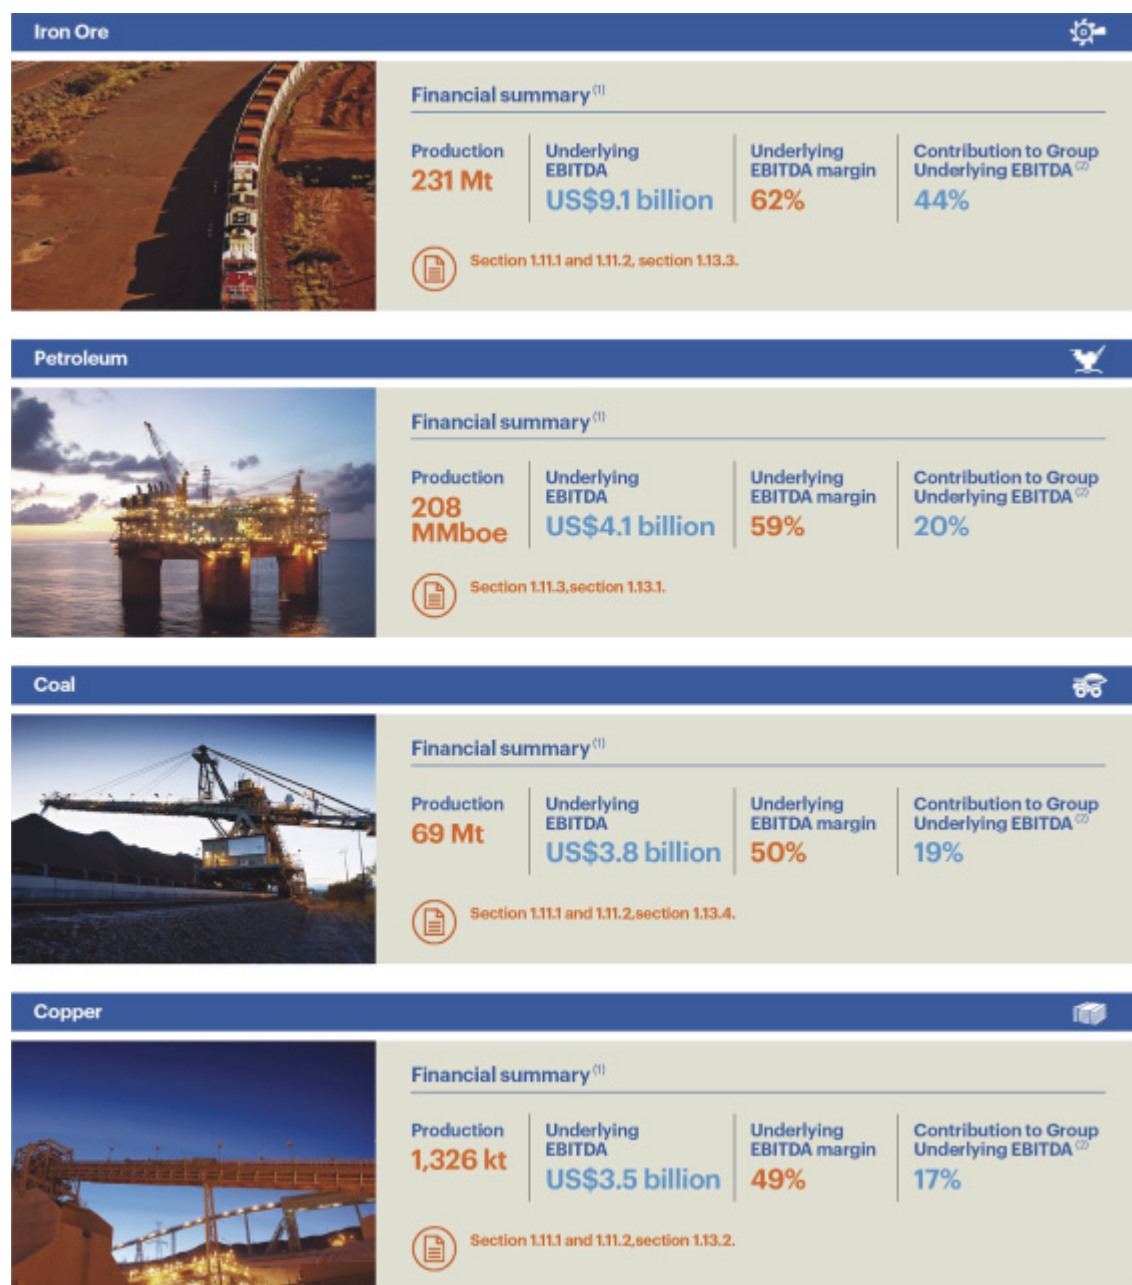 Iron Ore
Financial summary (1)
Production
231 Mt
Underlying
EBITDA
US$9.1 billion
Underlying
EBITDA margin
62%
Contribution to Group
Underlying EBITDA (2)
44%
Section 1.11.1 and 1.11.2, section 1.13.3.
Petroleum
Financial summary (1)
Production
208
MMboe
Underlying
EBITDA
US$4.1 billion
Underlying
EBITDA margin
59%
Contribution to Group
Underlying EBITDA (2)
20%
Section 1.11.3,section 1.13.1.
Coal
Financial summary (1)
Production
69 Mt
Underlying
EBITDA
US$3.8 billion
Underlying
EBITDA margin
50%
Contribution to Group
Underlying EBITDA (2)
19%
Section 1.11.1 and 1.11.2,section 1.13.4.
Copper
Financial summary (1)
Production
1,326 kt
Underlying
EBITDA
US$3.5 billion
Underlying
EBITDA margin
49%
Contribution to Group
Underlying EBITDA (2)
17%
Section 1.11.1 and 1.11.2,section 1.13.2.